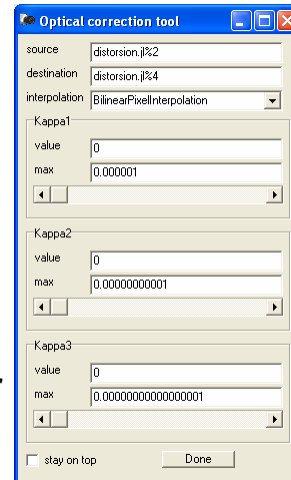 Optical correction tool
source distorsion.jl%2
destination distorsion.jl%4
interpolation BilinearPixelInterpolation
Kappa1
value 0
max 0.000001
Kappa2
value 0
max 0.00000000001
Kappa3
value 0
max 0.00000000000000001
stay on top Done